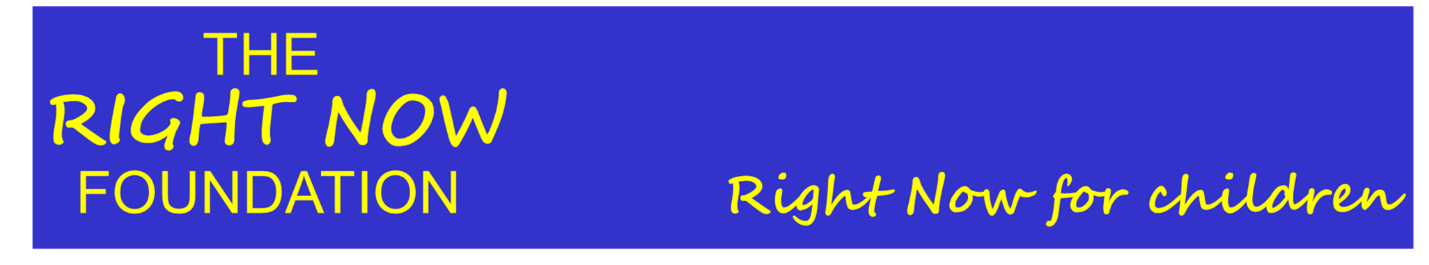 THE
RIGHT NOW
FOUNDATION
Right Now for children